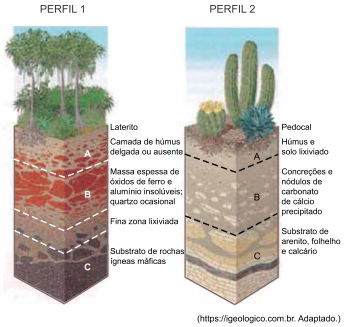 PERFIL 1
PERFIL 2
Laterito
Camada de húmus
delgada ou ausente
Massa espessa de
óxidos de ferro e
alumínio insolúveis;
quartzo ocasional
Fina zona lixiviada
Substrato de rochas
ígneas máficas
A
B
C
Pedocal
Húmus e
solo lixiviado
Concreções e
nódulos de
carbonato
de cálcio
precipitado
Substrato de
arenito, folhelho
e calcário
A
B
C
(https://igeologico.com.br. Adaptado.)